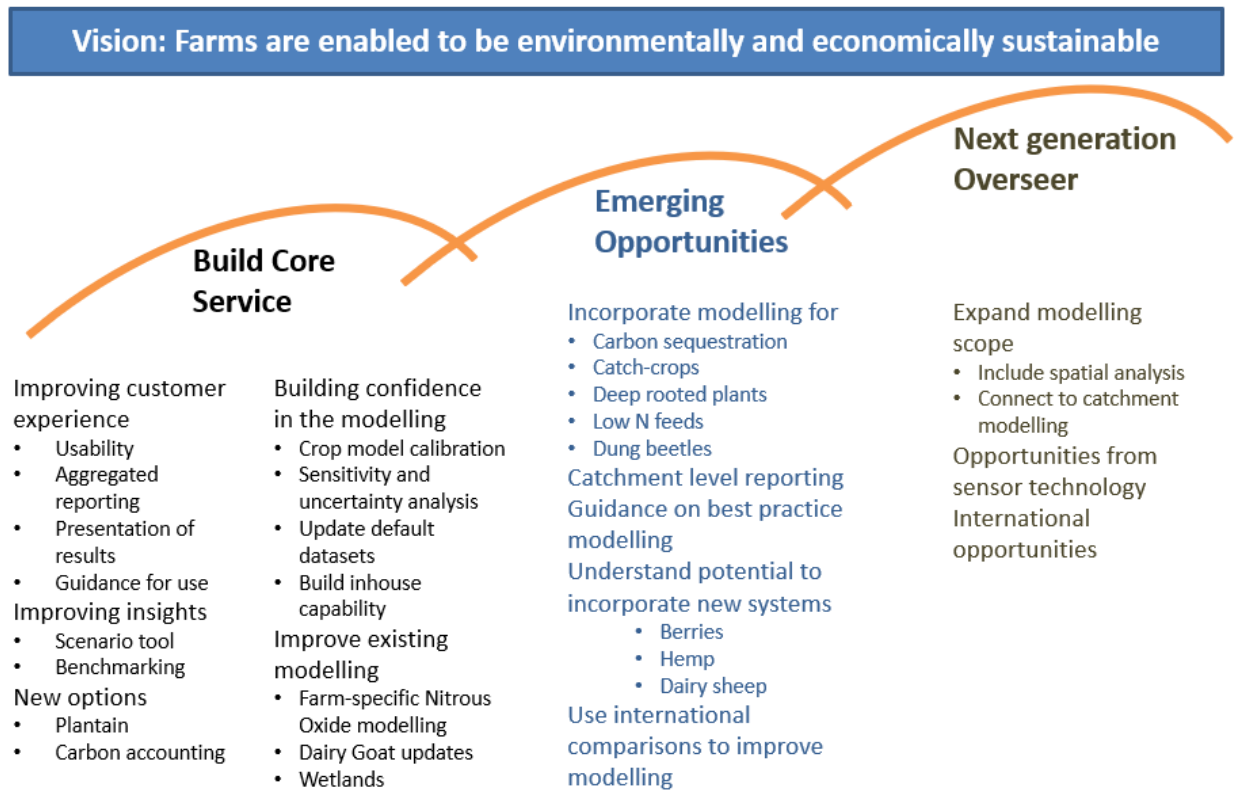 Vision: Farms are enabled to be environmentally and economically sustainable
Build Core
Service
Improving customer
experience
• Usability
• Aggregated
reporting
• Presentation of
results
• Guidance for use
Improving insights
• Scenario tool
• Benchmarking
New options
• Plantain
• Carbon accounting
Building confidence
in the modelling
• Crop model calibration
• Sensitivity and
uncertainty analysis
• Update default
datasets
• Build inhouse
capability
Improve existing
modelling
• Farm-specific Nitrous
Oxide modelling
• Dairy Goat updates
• Wetlands
Emerging
Opportunities
Incorporate modelling for
• Carbon sequestration
• Catch-crops
• Deep rooted plants
• Low N feeds
• Dung beetles
Catchment level reporting
Guidance on best practice
modelling
Understand potential to
incorporate new systems
• Berries
• Hemp
• Dairy sheep
Use international
comparisons to improve
modelling
Next generation
Overseer
Expand modelling
scope
• Include spatial analysis
• Connect to catchment
modelling
Opportunities from
sensor technology
International
opportunities